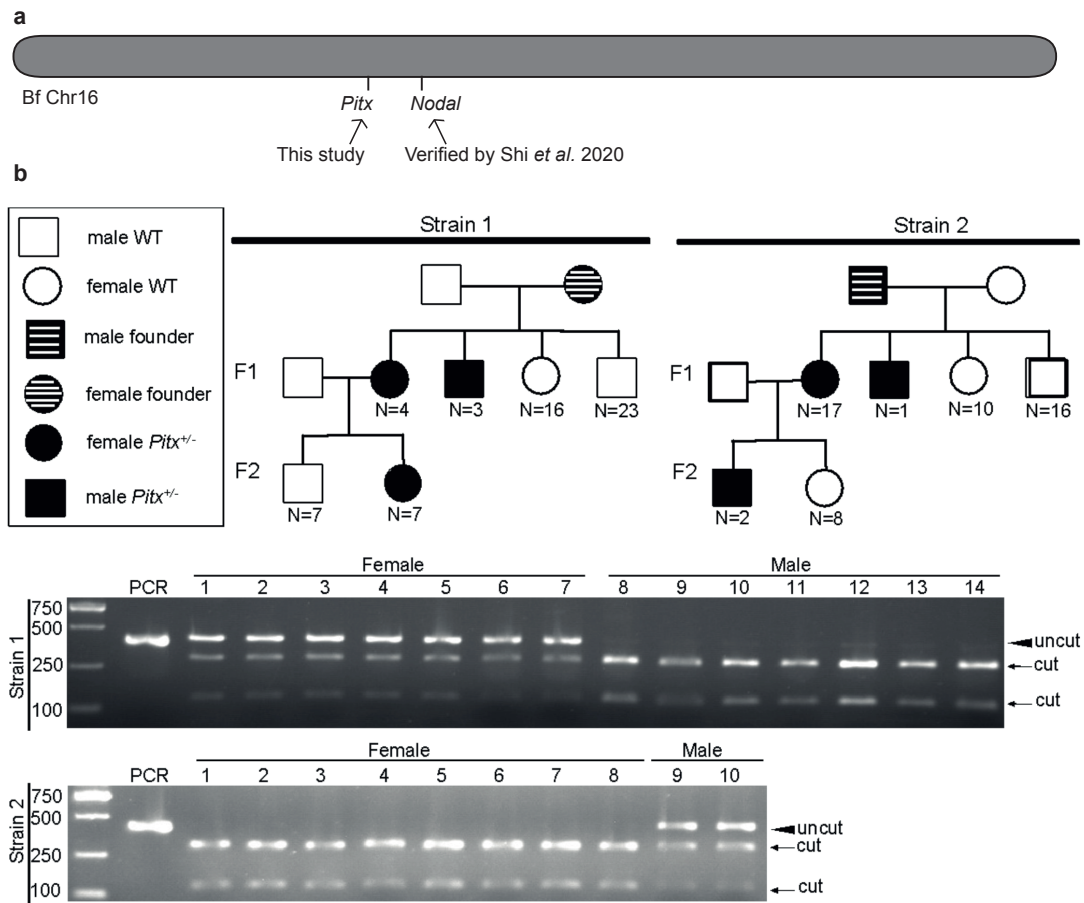 a
Bf Chr16
Pitx Nodal
This study Verified by Shi et al. 2020
b
male WT
female WT
male founder
female founder
female Pitx+/-
male Pitx+/-
Strain 1
F1
N=4 N=3 N=16 N=23
F2
N=7 N=7
Strain 2
F1
N=17 N=1 N=10 N=16
F2
N=2 N=8
Female Male
PCR 1 2 3 4 5 6 7 8 9 10 11 12 13 14
Strain 1
750
500
250
100
uncut
cut
cut
Female Male
PCR 1 2 3 4 5 6 7 8 9 10
Strain 2
750
500
250
100
uncut
cut
cut